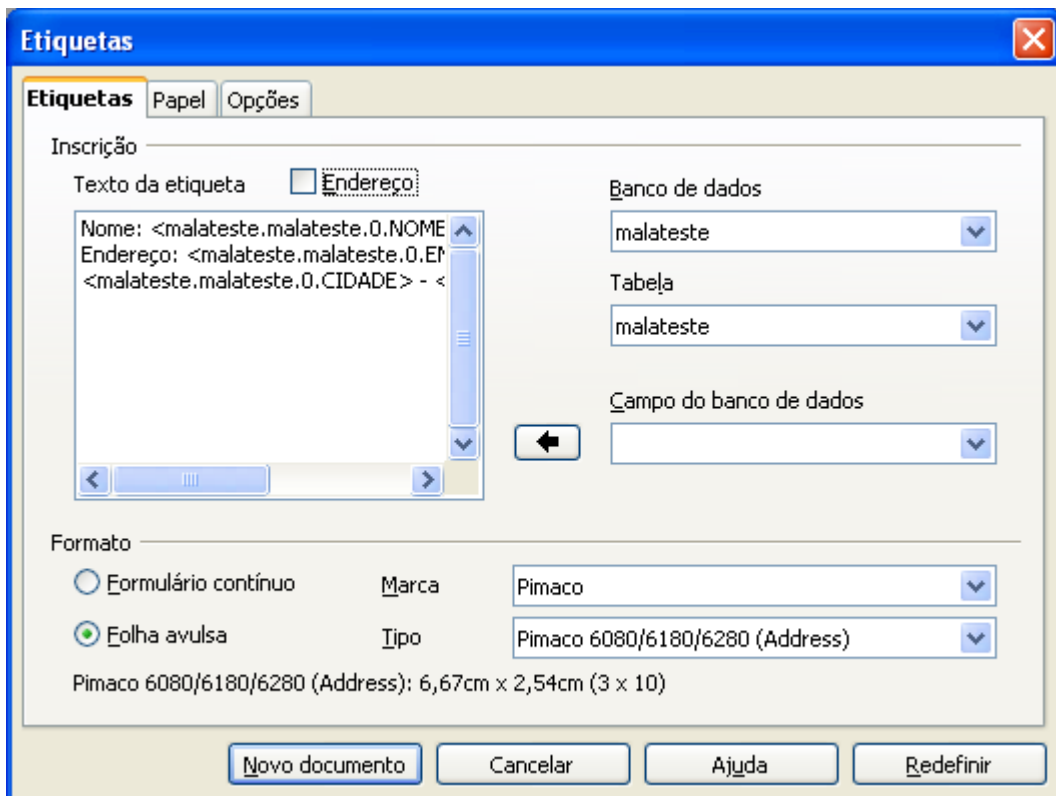 Etiquetas
Etiquetas Papel Opções
Inscrição
Texto da etiqueta Endereço
Nome: <malateste.malateste.0.NOME
Endereço: <malateste.malateste.0.EN
<malateste.malateste.0.CIDADE> - <
Banco de dados
malateste
Tabela
malateste
Campo do banco de dados
Formato
Formulário contínuo Marca Pimaco
Folha avulsa Tipo Pimaco 6080/6180/6280 (Address)
Pimaco 6080/6180/6280 (Address): 6,67cm x 2,54cm (3 x 10)
Novo documento Cancelar Ajuda Redefinir